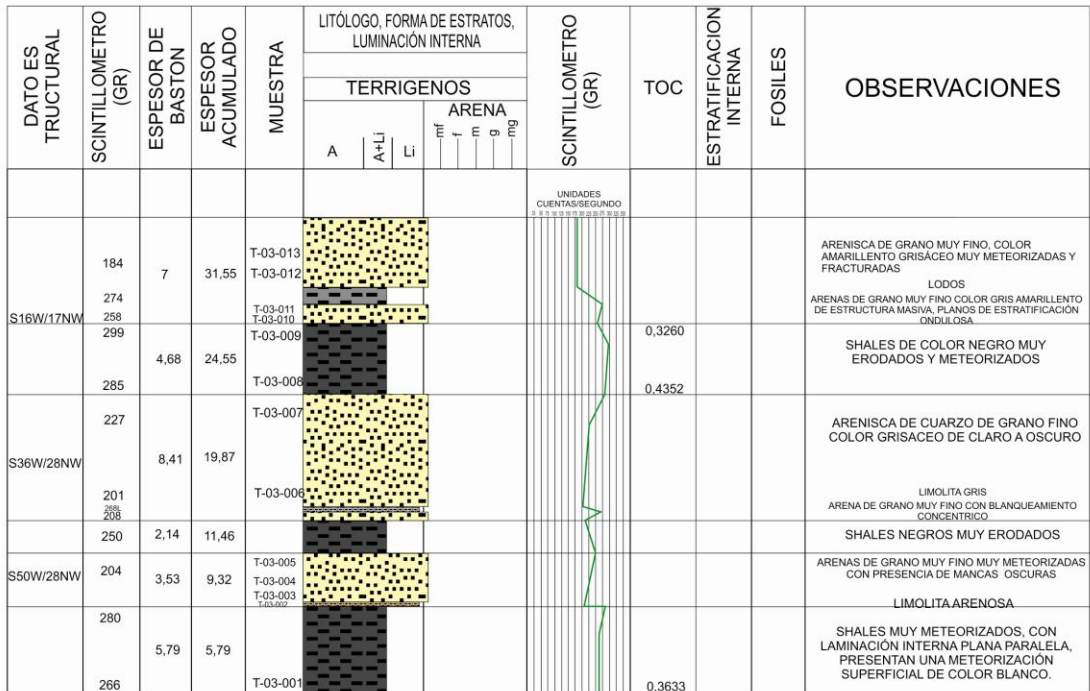 DATO ES
TRUCTURAL
SCINTILLOMETRO
(GR)
ESPESOR DE
BASTON
ESPESOR
ACUMULADO
MUESTRA
LITÓLOGO, FORMA DE ESTRATOS,
LUMINACIÓN INTERNA
TERRIGENOS
ARENA
A
A+Li
Li
mf
f
m
g
mg
SCINTILLOMETRO
(GR)
TOC
ESTRATIFICACION
INTERNA
FOSILES
OBSERVACIONES
UNIDADES
CUENTAS/SEGUNDO
184
7
31,55
T-03-013
T-03-012
ARENISCA DE GRANO MUY FINO, COLOR
AMARILLENTO GRISÁCEO MUY METEORIZADAS Y
FRACTURADAS
274
LODOS
S16W/17NW
258
T-03-011
T-03-010
ARENAS DE GRANO MUY FINO COLOR GRIS AMARILLENTO
DE ESTRUCTURA MASIVA, PLANOS DE ESTRATIFICACIÓN
ONDULOSA
299
T-03-009
0,3260
4,68
24,55
SHALES DE COLOR NEGRO MUY
ERODADOS Y METEORIZADOS
285
T-03-008
0,4352
227
T-03-007
ARENISCA DE CUARZO DE GRANO FINO
COLOR GRISACEO DE CLARO A OSCURO
S36W/28NW
8,41
19,87
201
T-03-006
268L
LIMOLITA GRIS
208
ARENA DE GRANO MUY FINO CON BLANQUEAMIENTO
CONCENTRICO
250
2,14
11,46
SHALES NEGROS MUY ERODADOS
S50W/28NW
204
3,53
9,32
T-03-005
T-03-004
T-03-003
T-03-002
ARENAS DE GRANO MUY FINO MUY METEORIZADAS
CON PRESENCIA DE MANCAS OSCURAS
LIMOLITA ARENOSA
280
5,79
5,79
SHALES MUY METEORIZADOS, CON
LAMINACIÓN INTERNA PLANA PARALELA,
PRESENTAN UNA METEORIZACIÓN
SUPERFICIAL DE COLOR BLANCO.
266
T-03-001
0,3633